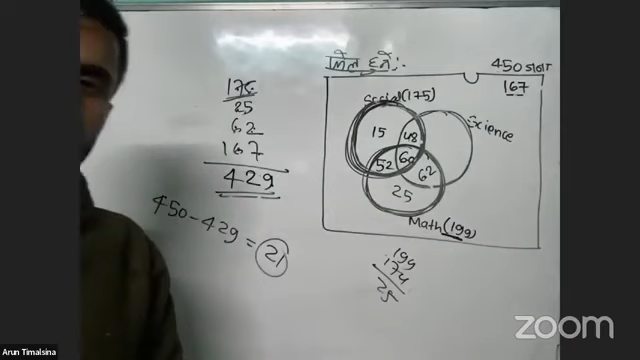 175
25
62
167
429
450-429=21
मिल हुने:
450 जना
167
Social(175)
Science
15
48
60
52
62
25
Math(199)
199
174
25
Arun Timalsina
zoom